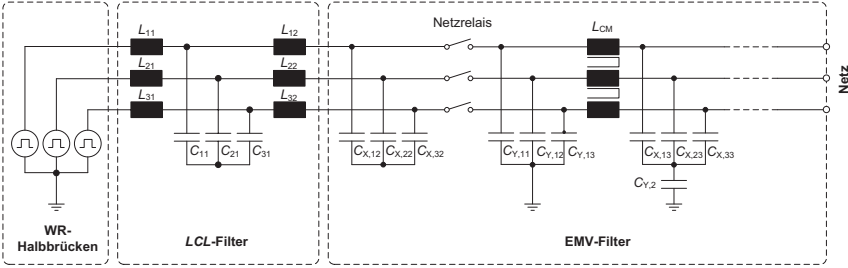 Netzrelais
L11
L12
LCM
L21
L22
L31
L32
Netz
C11
C21
C31
CX,12
CX,22
CX,32
CY,11
CY,12
CY,13
CX,13
CX,23
CX,33
CY,2
WR-
Halbbrücken
LCL-Filter
EMV-Filter